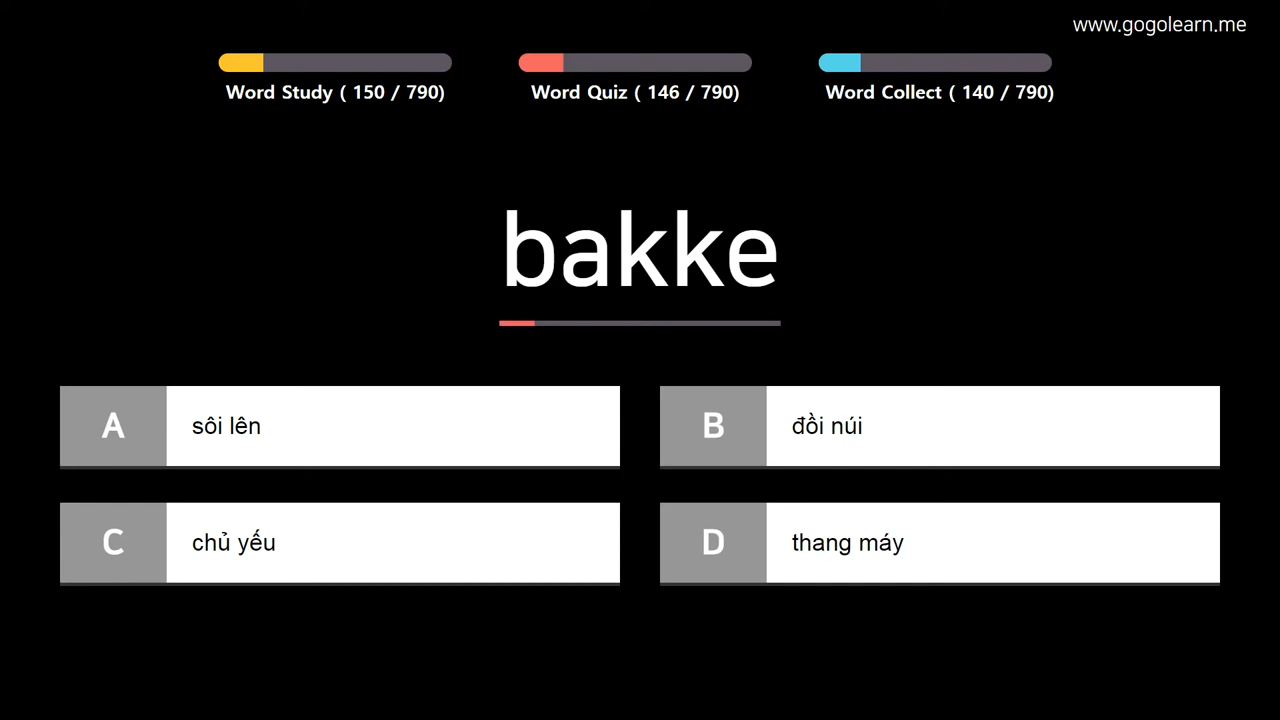 www.gogolearn.me
Word Study ( 150 / 790)
Word Quiz ( 146 / 790)
Word Collect ( 140 / 790)
bakke
A
sôi lên
B
đồi núi
C
chủ yếu
D
thang máy